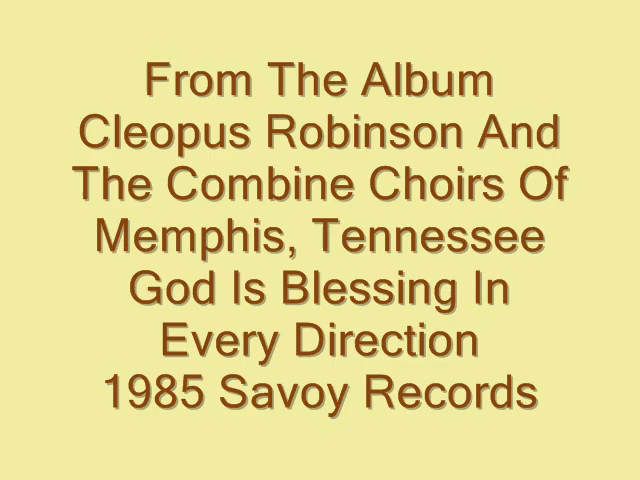 From The Album
Cleopus Robinson And
The Combine Choirs Of
Memphis, Tennessee
God Is Blessing In
Every Direction
1985 Savoy Records